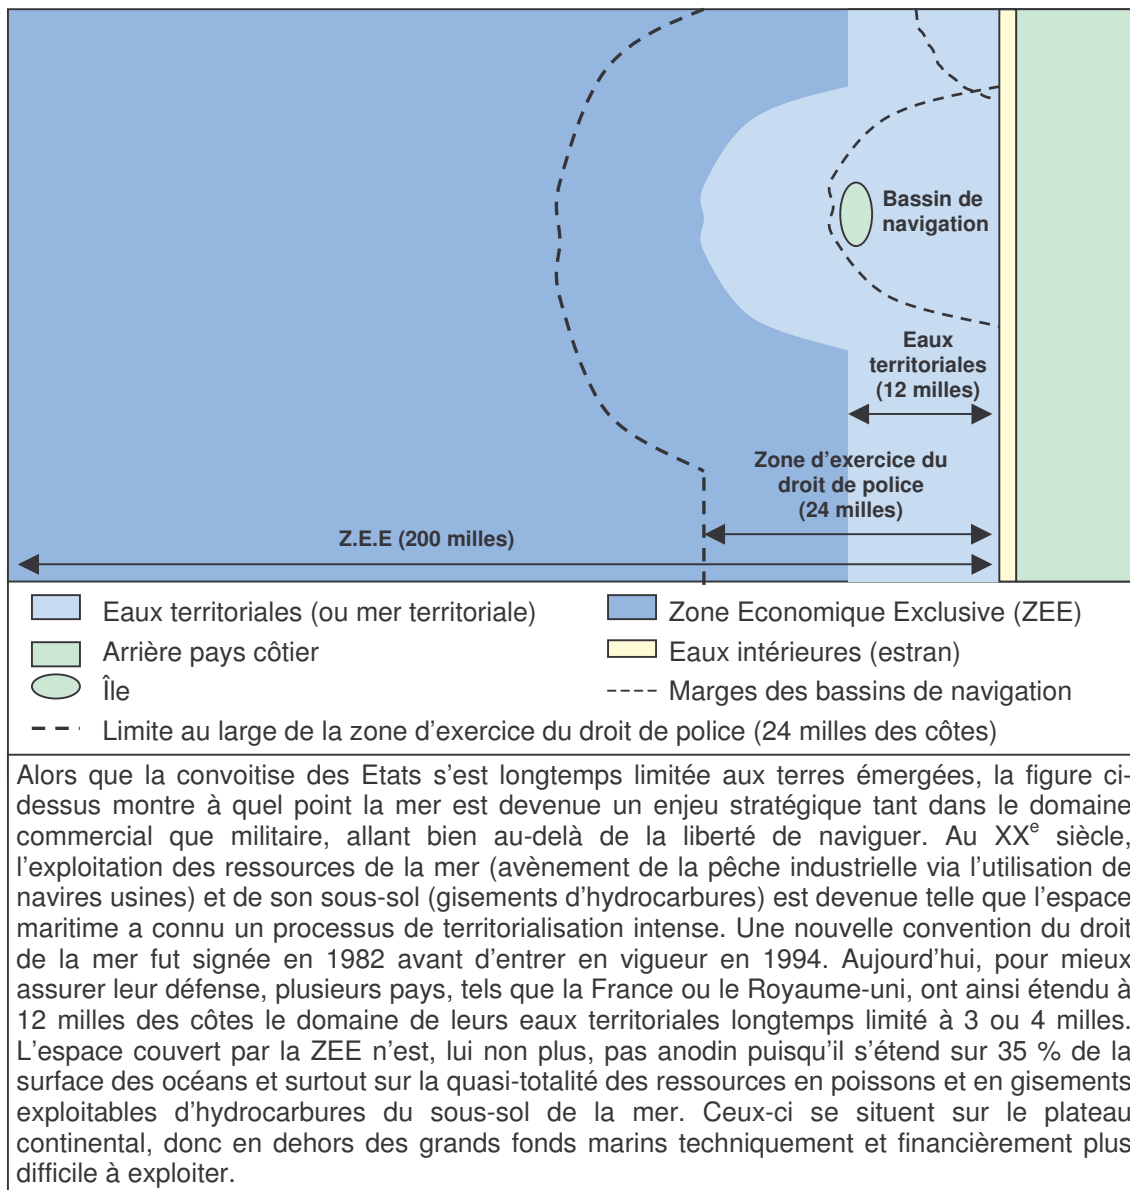 Bassin de
navigation
Eaux
territoriales
(12 milles)
Zone d’exercice du
droit de police
(24 milles)
Z.E.E (200 milles)
Eaux territoriales (ou mer territoriale)
Zone Economique Exclusive (ZEE)
Arrière pays côtier
Eaux intérieures (estran)
Île
Marges des bassins de navigation
Limite au large de la zone d’exercice du droit de police (24 milles des côtes)
Alors que la convoitise des Etats s’est longtemps limitée aux terres émergées, la figure ci-
dessus montre à quel point la mer est devenue un enjeu stratégique tant dans le domaine
commercial que militaire, allant bien au-delà de la liberté de naviguer. Au XXe siècle,
l’exploitation des ressources de la mer (avènement de la pêche industrielle via l’utilisation de
navires usines) et de son sous-sol (gisements d’hydrocarbures) est devenue telle que l’espace
maritime a connu un processus de territorialisation intense. Une nouvelle convention du droit
de la mer fut signée en 1982 avant d’entrer en vigueur en 1994. Aujourd’hui, pour mieux
assurer leur défense, plusieurs pays, tels que la France ou le Royaume-uni, ont ainsi étendu à
12 milles des côtes le domaine de leurs eaux territoriales longtemps limité à 3 ou 4 milles.
L’espace couvert par la ZEE n’est, lui non plus, pas anodin puisqu’il s’étend sur 35 % de la
surface des océans et surtout sur la quasi-totalité des ressources en poissons et en gisements
exploitables d’hydrocarbures du sous-sol de la mer. Ceux-ci se situent sur le plateau
continental, donc en dehors des grands fonds marins techniquement et financièrement plus
difficile à exploiter.